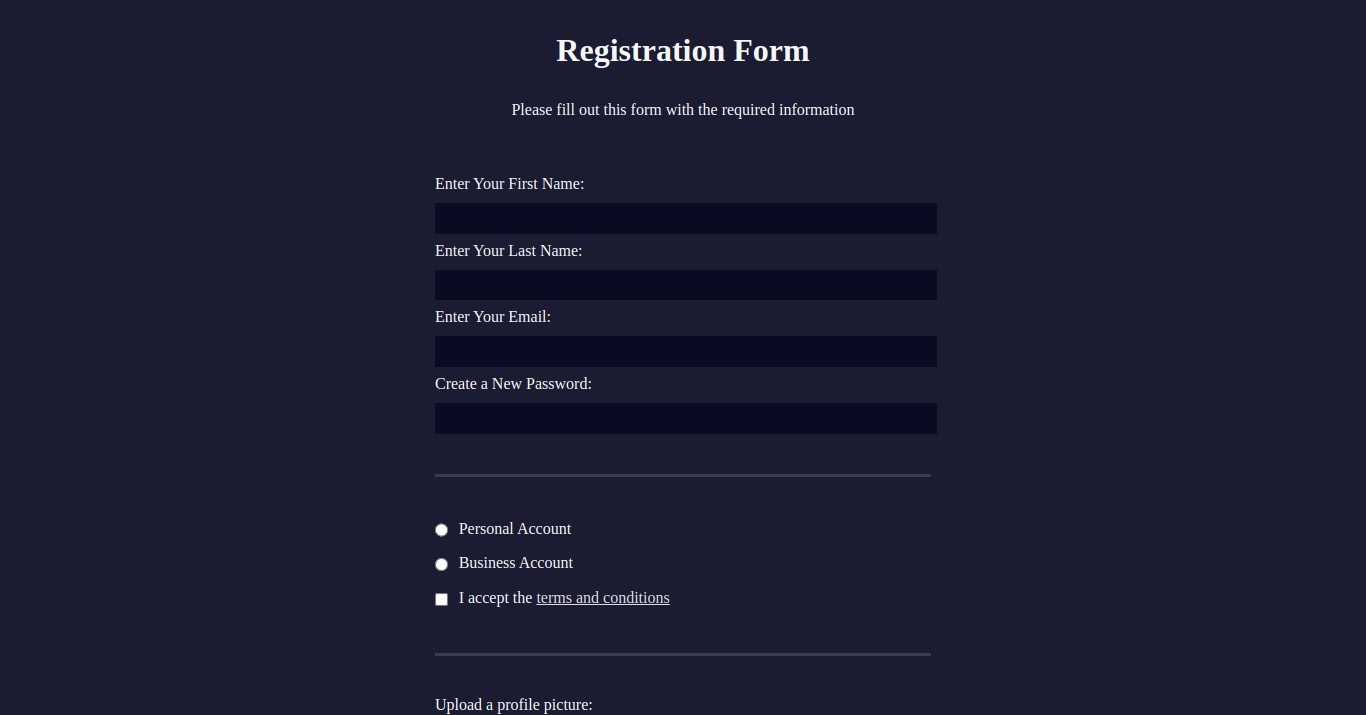 Registration Form
Please fill out this form with the required information
Enter Your First Name:
Enter Your Last Name:
Enter Your Email:
Create a New Password:
Personal Account
Business Account
I accept the terms and conditions
Upload a profile picture: